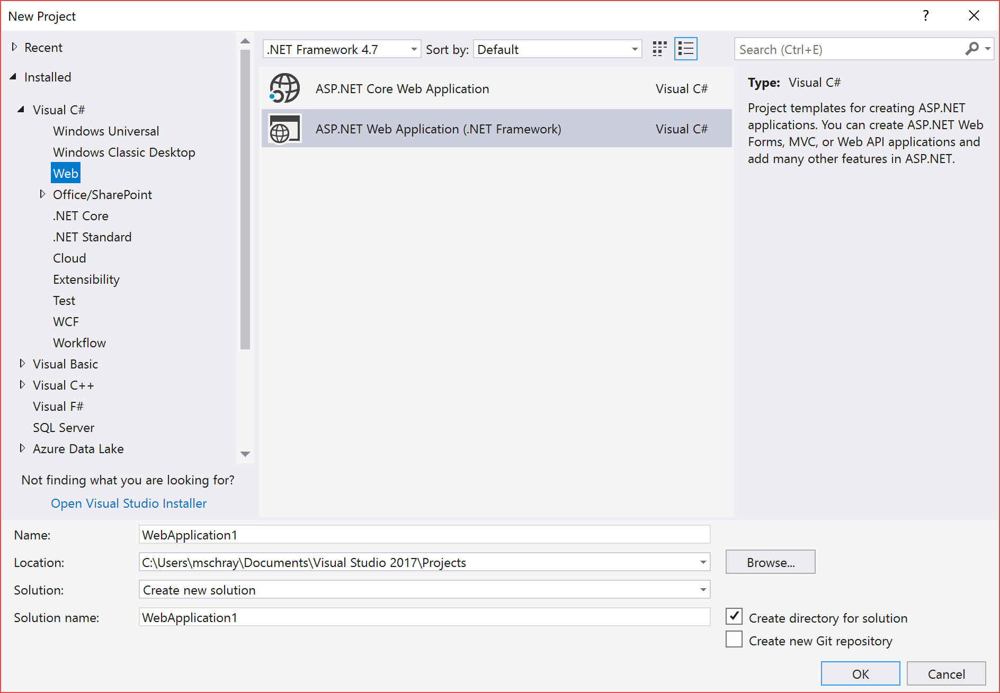 New Project
?
Recent
Installed
Visual C#
Windows Universal
Windows Classic Desktop
Web
Office/SharePoint
.NET Core
.NET Standard
Cloud
Extensibility
Test
WCF
Workflow
Visual Basic
Visual C++
Visual F#
SQL Server
Azure Data Lake
Not finding what you are looking for?
Open Visual Studio Installer
.NET Framework 4.7
Sort by: Default
ASP.NET Core Web Application Visual C#
ASP.NET Web Application (.NET Framework) Visual C#
Search (Ctrl+E)
Type: Visual C#
Project templates for creating ASP.NET
applications. You can create ASP.NET Web
Forms, MVC, or Web API applications and
add many other features in ASP.NET.
Name: WebApplication1
Location: C:\Users\mschray\Documents\Visual Studio 2017\Projects
Browse...
Solution: Create new solution
Solution name: WebApplication1
Create directory for solution
Create new Git repository
OK
Cancel